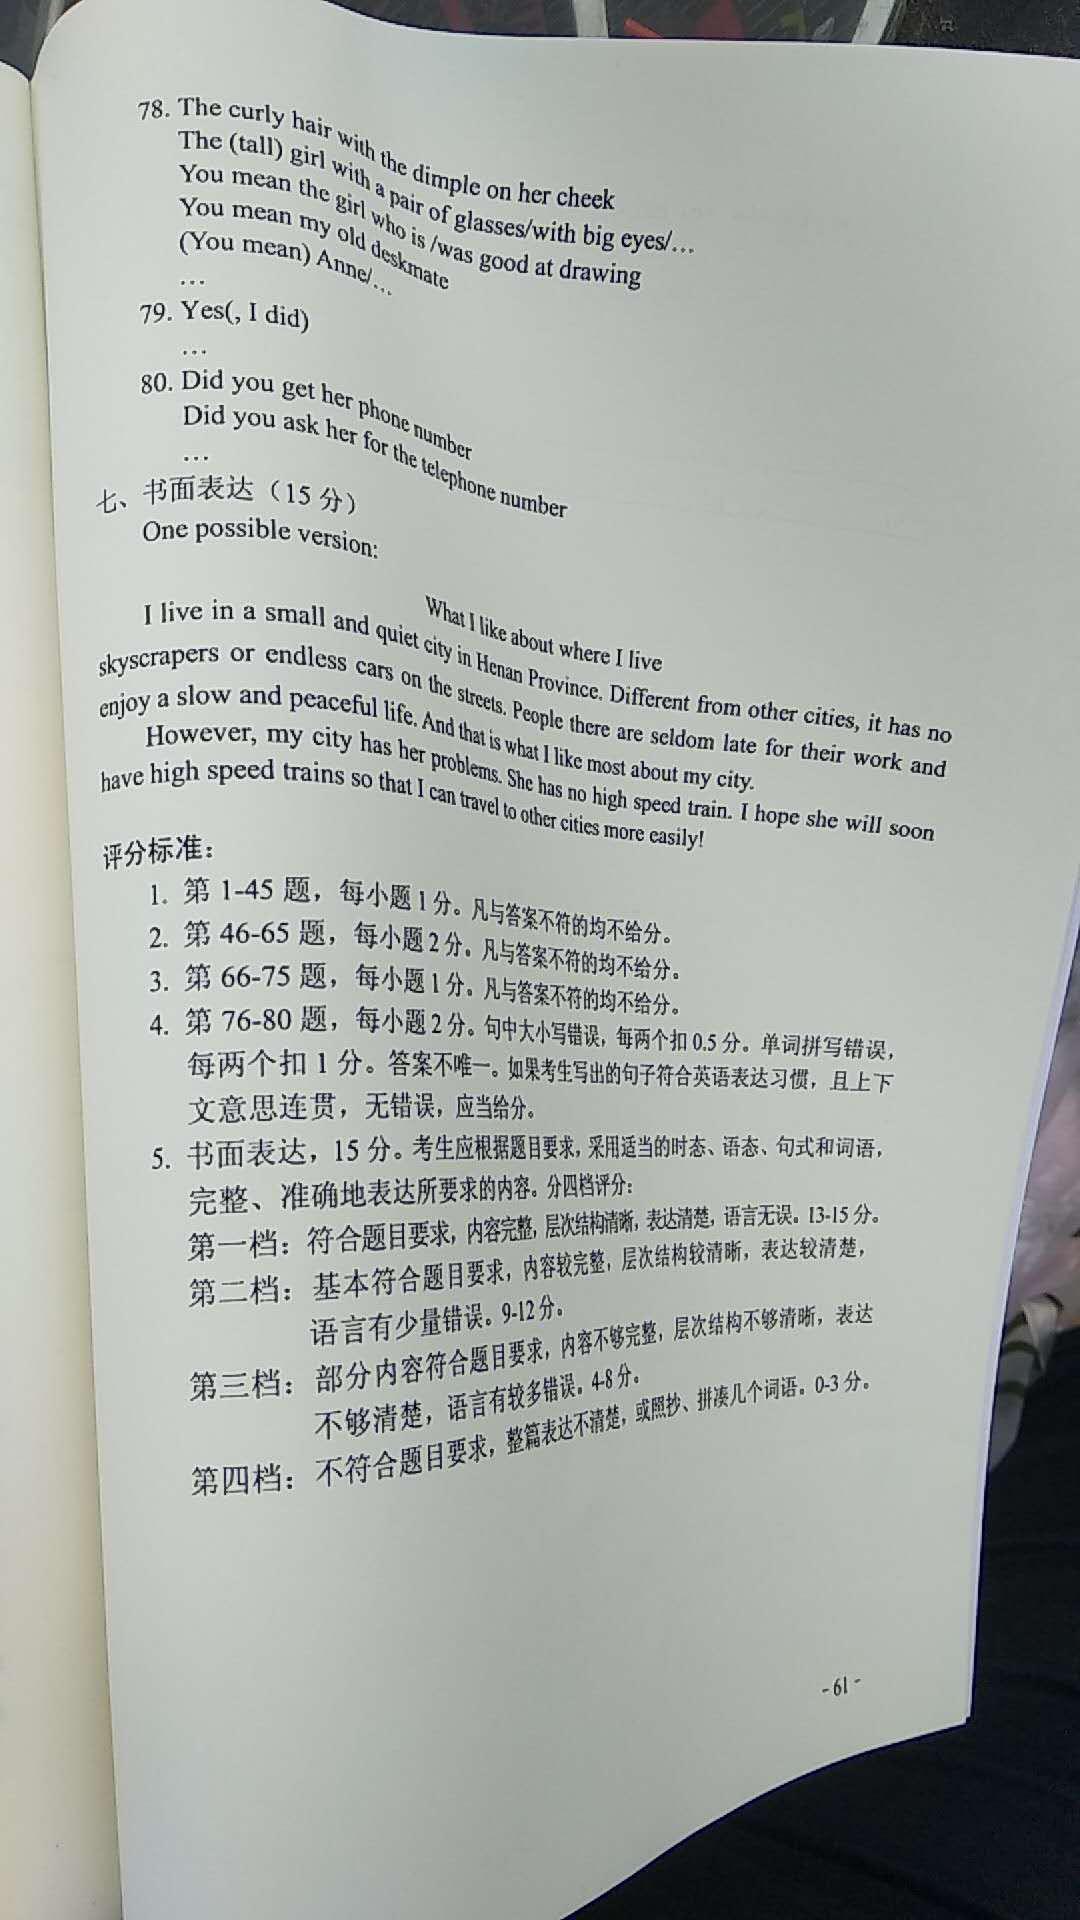 78. The curly hair with the dimple on her cheek
The (tall) girl with a pair of glasses/with big eyes/…
You mean the girl who is /was good at drawing
You mean my old deskmate
(You mean) Anne/…
…
79. Yes(, I did)
…
80. Did you get her phone number
Did you ask her for the telephone number
…
七、书面表达（15 分）
One possible version:
What I like about where I live
I live in a small and quiet city in Henan Province. Different from other cities, it has no
skyscrapers or endless cars on the streets. People there are seldom late for their work and
enjoy a slow and peaceful life. And that is what I like most about my city.
However, my city has her problems. She has no high speed train. I hope she will soon
have high speed trains so that I can travel to other cities more easily!
评分标准：
1. 第 1-45 题，每小题 1 分。凡与答案不符的均不给分。
2. 第 46-65 题，每小题 2 分。凡与答案不符的均不给分。
3. 第 66-75 题，每小题 1 分。凡与答案不符的均不给分。
4. 第 76-80 题，每小题 2 分。句中大小写错误，每两个扣 0.5 分。单词拼写错误，
每两个扣 1 分。答案不唯一。如果考生写出的句子符合英语表达习惯，且上下
文意思连贯，无错误，应当给分。
5. 书面表达，15 分。考生应根据题目要求，采用适当的时态、语态、句式和词语，
完整、准确地表达所要求的内容。分四档评分：
第一档：符合题目要求，内容完整，层次结构清晰，表达清楚，语言无误。13-15 分。
第二档：基本符合题目要求，内容较完整，层次结构较清晰，表达较清楚，
语言有少量错误。9-12 分。
第三档：部分内容符合题目要求，内容不够完整，层次结构不够清晰，表达
不够清楚，语言有较多错误。4-8 分。
第四档：不符合题目要求，整篇表达不清楚，或照抄、拼凑几个词语。0-3 分。
- 61 -